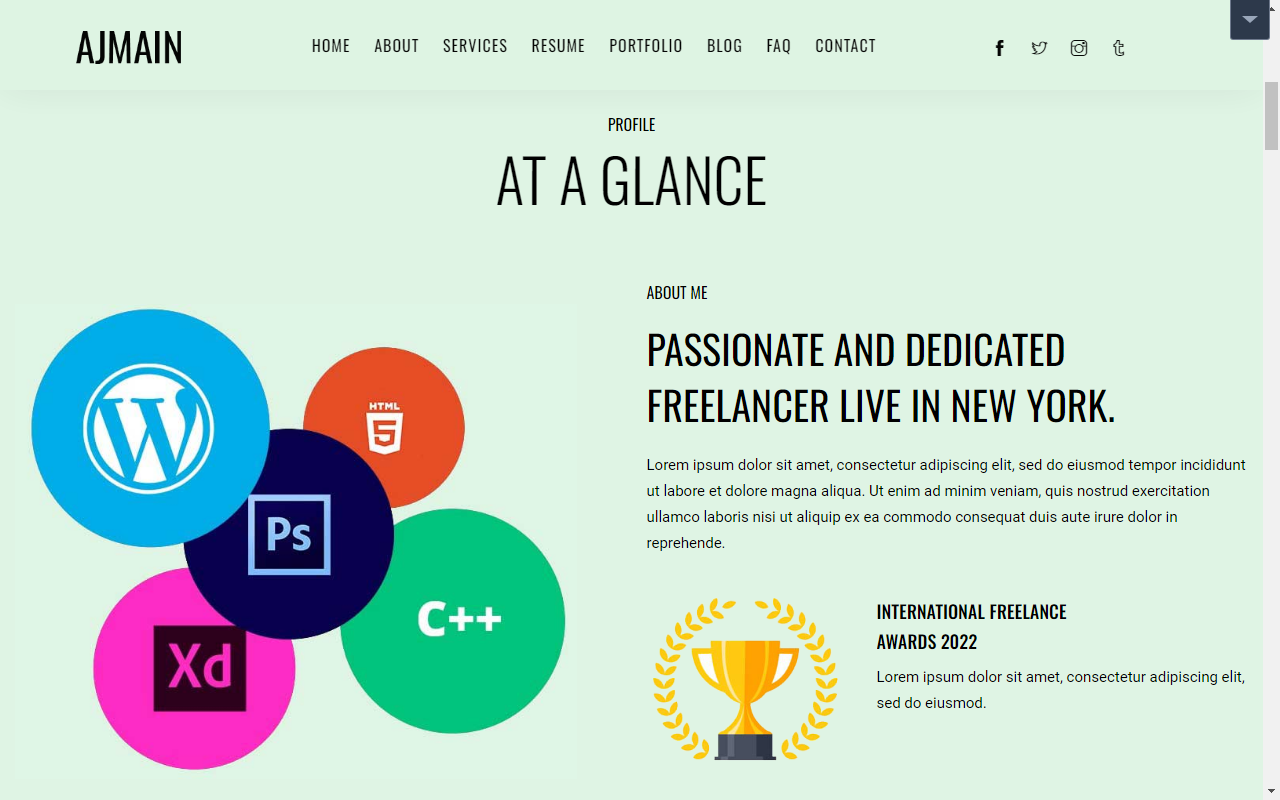 AJMAIN
HOME ABOUT SERVICES RESUME PORTFOLIO BLOG FAQ CONTACT
PROFILE
AT A GLANCE
ABOUT ME
PASSIONATE AND DEDICATED
FREELANCER LIVE IN NEW YORK.
Lorem ipsum dolor sit amet, consectetur adipiscing elit, sed do eiusmod tempor incididunt
ut labore et dolore magna aliqua. Ut enim ad minim veniam, quis nostrud exercitation
ullamco laboris nisi ut aliquip ex ea commodo consequat duis aute irure dolor in
reprehende.
W
HTML
5
Ps
C++
Xd
INTERNATIONAL FREELANCE
AWARDS 2022
Lorem ipsum dolor sit amet, consectetur adipiscing elit,
sed do eiusmod.